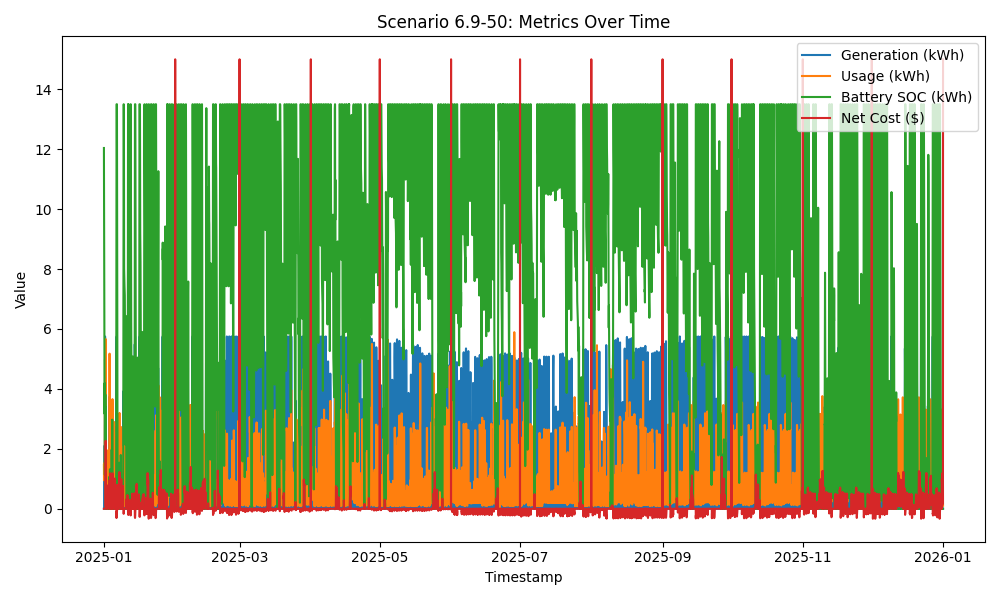 Scenario 6.9-50: Metrics Over Time
Generation (kWh)
Usage (kWh)
Battery SOC (kWh)
Net Cost ($)
Value
14
12
10
8
6
4
2
0
2025-01
2025-03
2025-05
2025-07
2025-09
2025-11
2026-01
Timestamp